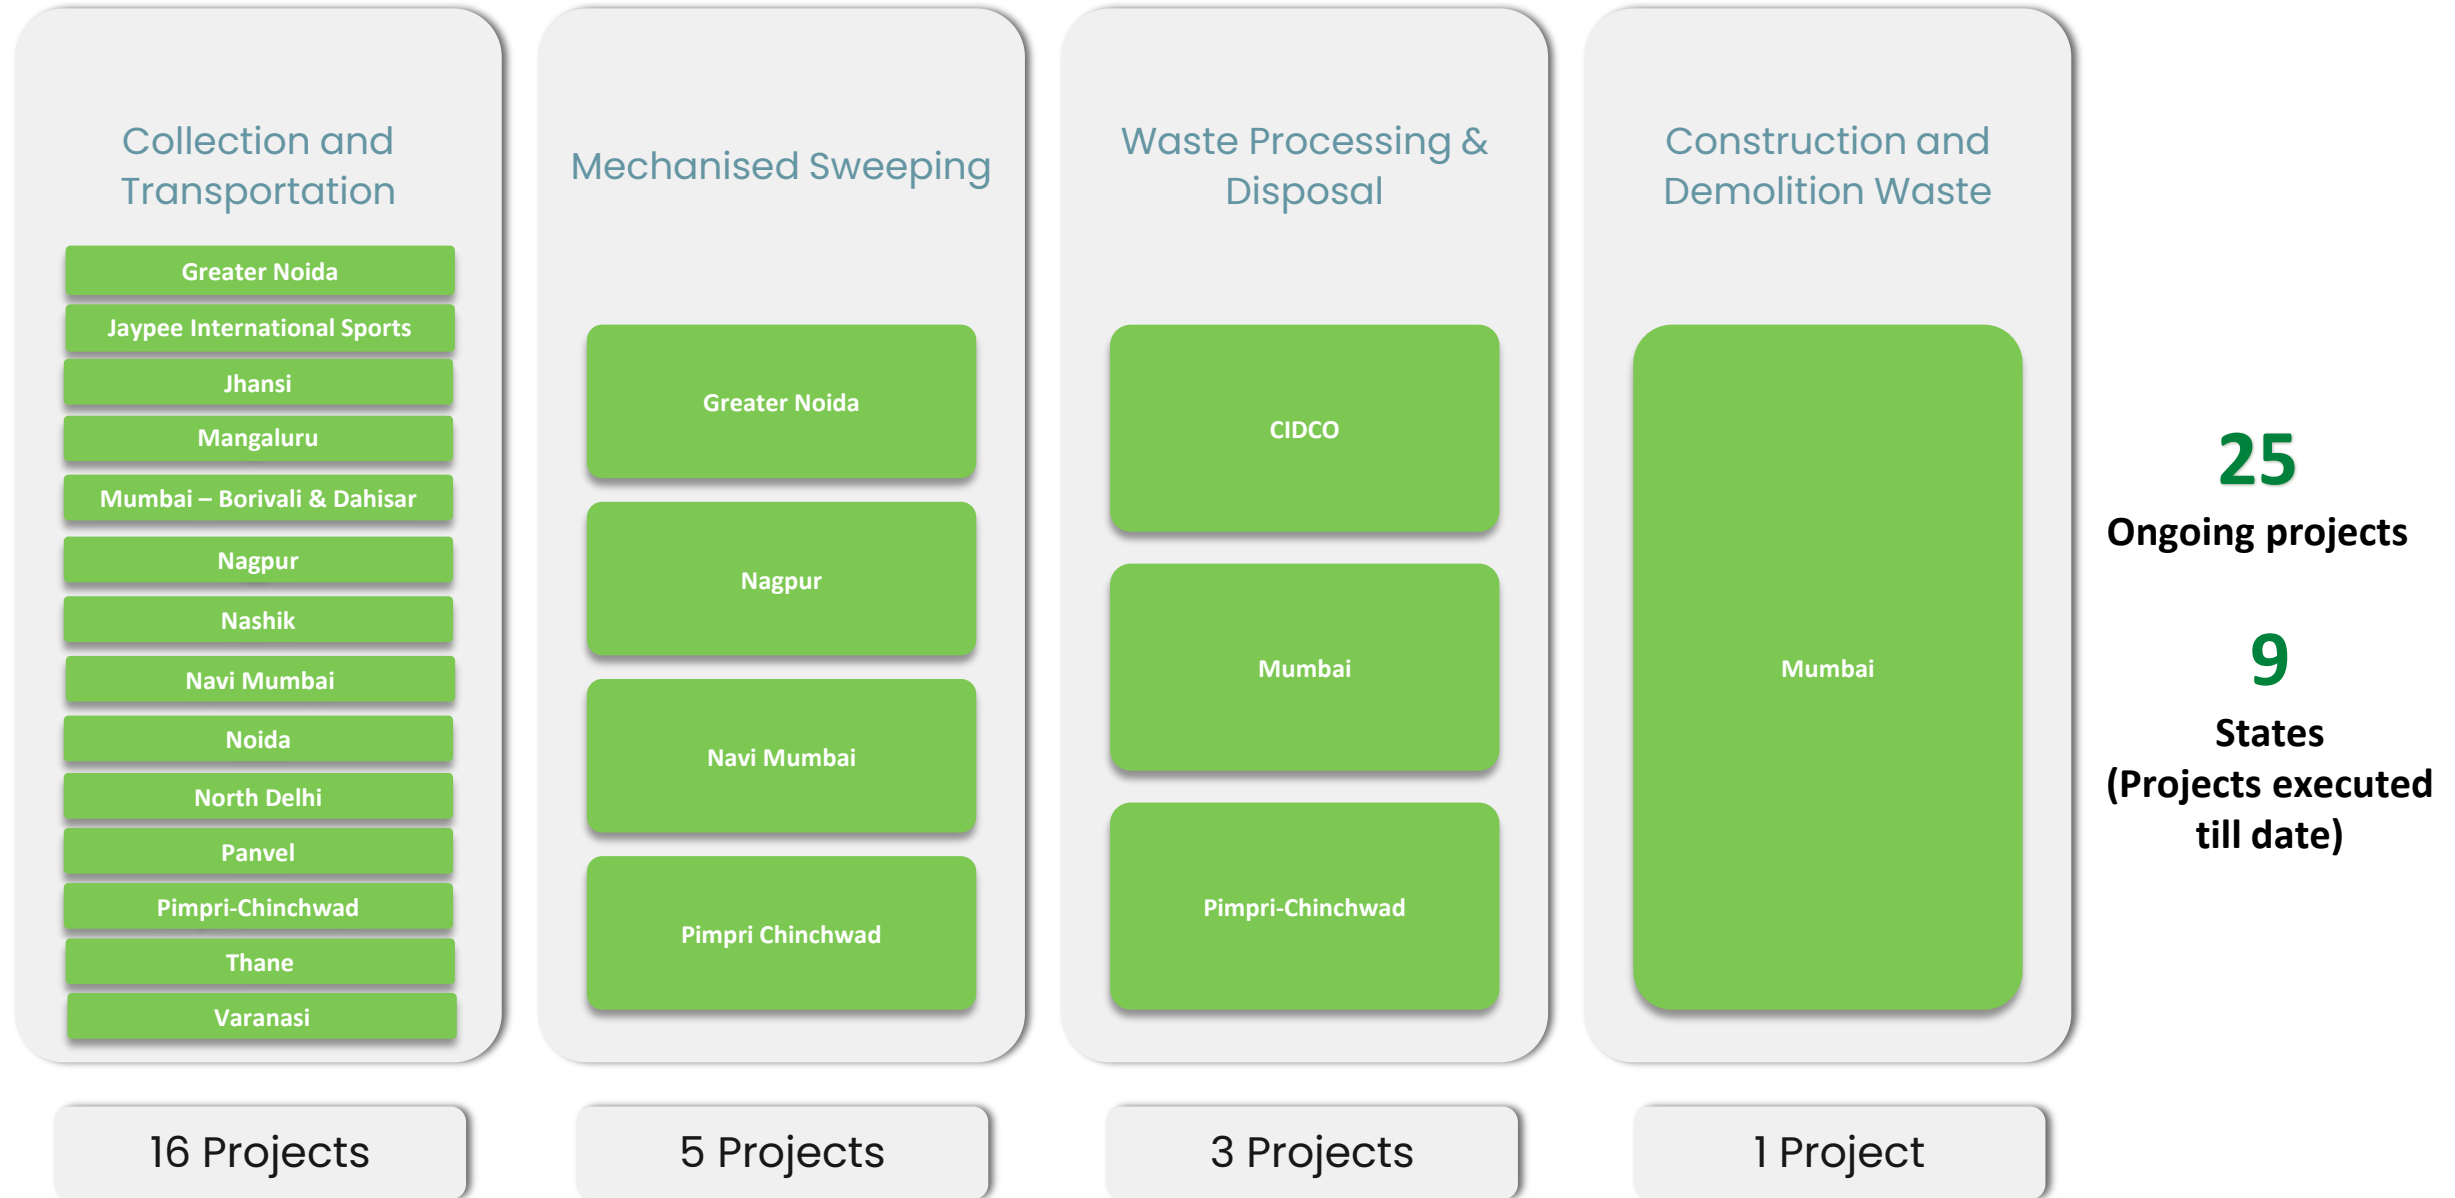 Collection and
Transportation
Greater Noida
Jaypee International Sports
Jhansi
Mangaluru
Mumbai – Borivali & Dahisar
Nagpur
Nashik
Navi Mumbai
Noida
North Delhi
Panvel
Pimpri-Chinchwad
Thane
Varanasi
16 Projects
Mechanised Sweeping
Greater Noida
Nagpur
Navi Mumbai
Pimpri Chinchwad
5 Projects
Waste Processing &
Disposal
CIDCO
Mumbai
Pimpri-Chinchwad
3 Projects
Construction and
Demolition Waste
Mumbai
1 Project
25
Ongoing projects
9
States
(Projects executed
till date)